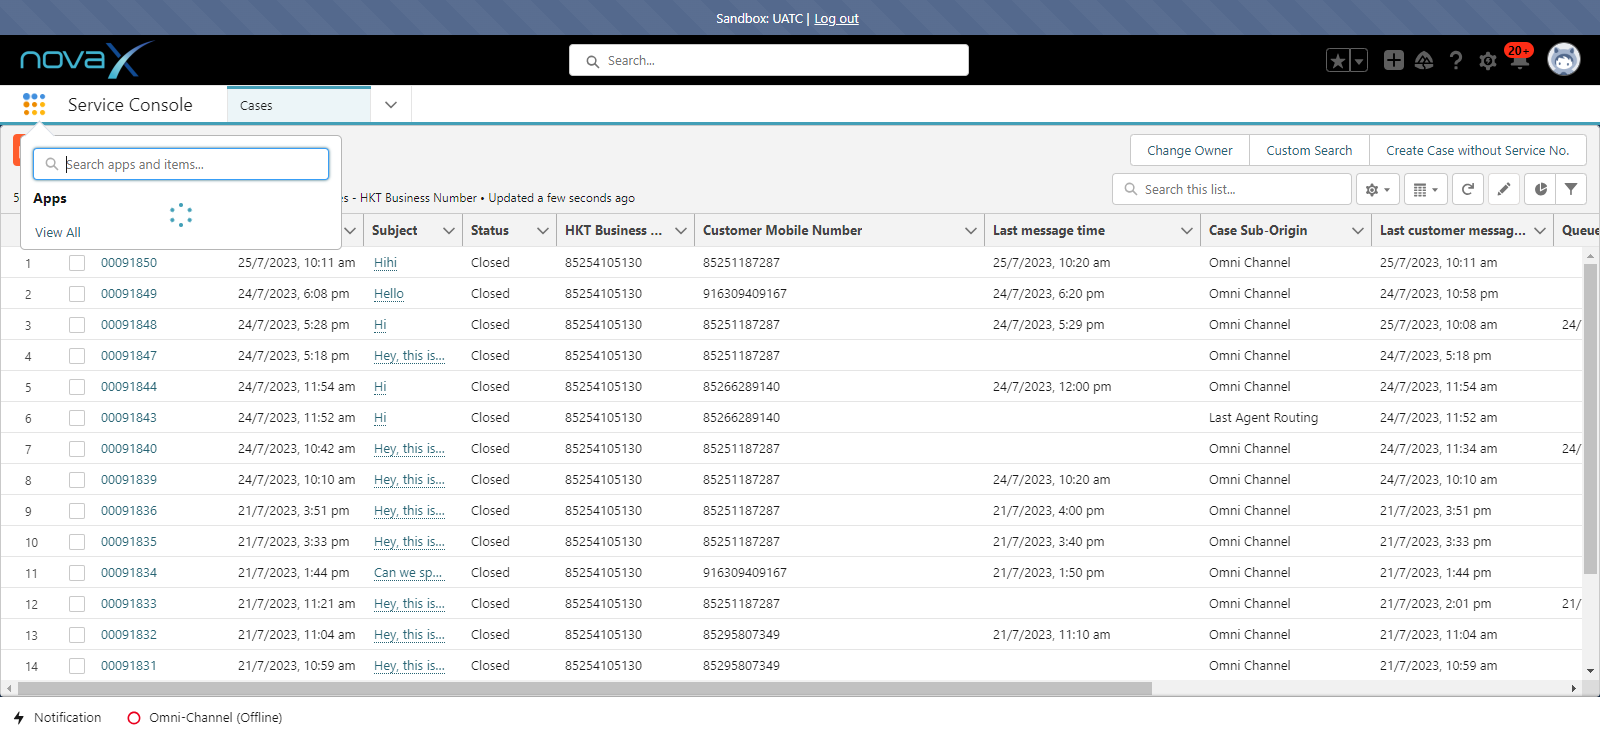 Sandbox: UATC | Log out
novaX
Search...
20+
Service Console
Cases
Search apps and items...
Apps
View All
Change Owner
Custom Search
Create Case without Service No.
5
s - HKT Business Number • Updated a few seconds ago
Search this list...
Subject Status HKT Business ... Customer Mobile Number Last message time Case Sub-Origin Last customer messag... Queue
1 00091850 25/7/2023, 10:11 am Hihi Closed 85254105130 85251187287 25/7/2023, 10:20 am Omni Channel 25/7/2023, 10:11 am
2 00091849 24/7/2023, 6:08 pm Hello Closed 85254105130 916309409167 24/7/2023, 6:20 pm Omni Channel 24/7/2023, 10:58 pm
3 00091848 24/7/2023, 5:28 pm Hi Closed 85254105130 85251187287 24/7/2023, 5:29 pm Omni Channel 25/7/2023, 10:08 am 24/
4 00091847 24/7/2023, 5:18 pm Hey, this is... Closed 85254105130 85251187287 Omni Channel 24/7/2023, 5:18 pm
5 00091844 24/7/2023, 11:54 am Hi Closed 85254105130 85266289140 24/7/2023, 12:00 pm Omni Channel 24/7/2023, 11:54 am
6 00091843 24/7/2023, 11:52 am Hi Closed 85254105130 85266289140 Last Agent Routing 24/7/2023, 11:52 am
7 00091840 24/7/2023, 10:42 am Hey, this is... Closed 85254105130 85251187287 Omni Channel 24/7/2023, 11:34 am 24/
8 00091839 24/7/2023, 10:10 am Hey, this is... Closed 85254105130 85251187287 24/7/2023, 10:20 am Omni Channel 24/7/2023, 10:10 am
9 00091836 21/7/2023, 3:51 pm Hey, this is... Closed 85254105130 85251187287 21/7/2023, 4:00 pm Omni Channel 21/7/2023, 3:51 pm
10 00091835 21/7/2023, 3:33 pm Hey, this is... Closed 85254105130 85251187287 21/7/2023, 3:40 pm Omni Channel 21/7/2023, 3:33 pm
11 00091834 21/7/2023, 1:44 pm Can we sp... Closed 85254105130 916309409167 21/7/2023, 1:50 pm Omni Channel 21/7/2023, 1:44 pm
12 00091833 21/7/2023, 11:21 am Hey, this is... Closed 85254105130 85251187287 Omni Channel 21/7/2023, 2:01 pm 21/
13 00091832 21/7/2023, 11:04 am Hey, this is... Closed 85254105130 85295807349 21/7/2023, 11:10 am Omni Channel 21/7/2023, 11:04 am
14 00091831 21/7/2023, 10:59 am Hey, this is... Closed 85254105130 85295807349 Omni Channel 21/7/2023, 10:59 am
Notification Omni-Channel (Offline)